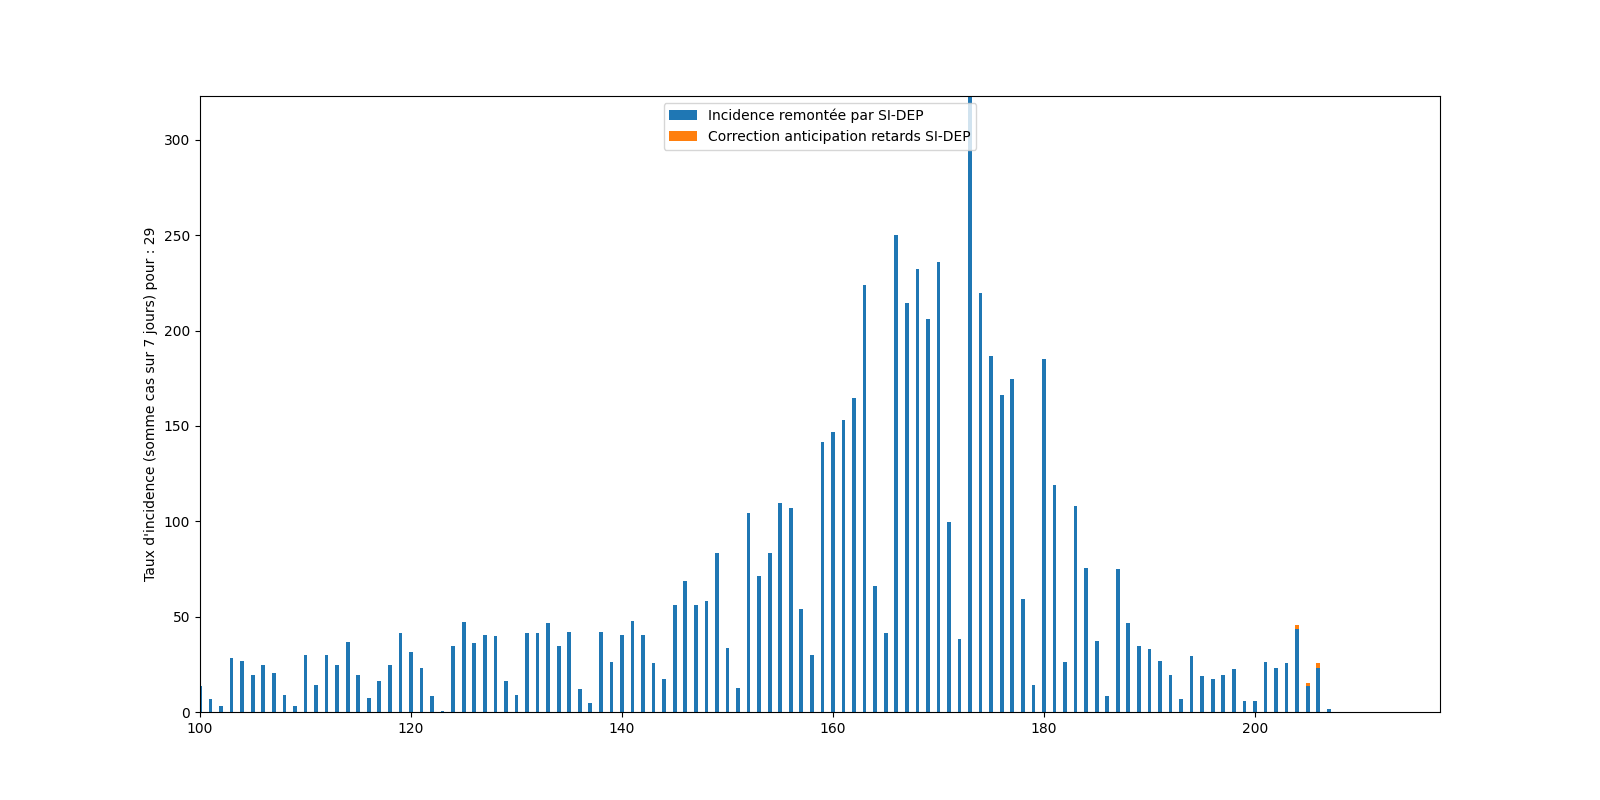 Incidence remontée par SI-DEP
Correction anticipation retards SI-DEP
Taux d'incidence (somme cas sur 7 jours) pour : 29
300
250
200
150
100
50
0
100 120 140 160 180 200